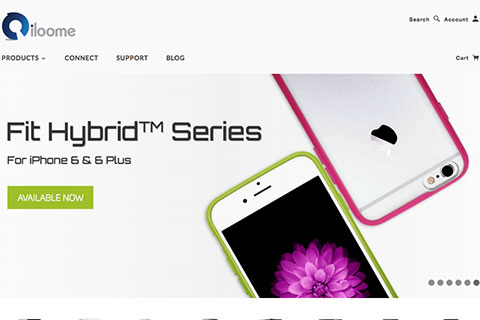 iloome
Search Account
PRODUCTS CONNECT SUPPORT BLOG
Cart
Fit Hybrid™ Series
For iPhone 6 & 6 Plus
AVAILABLE NOW